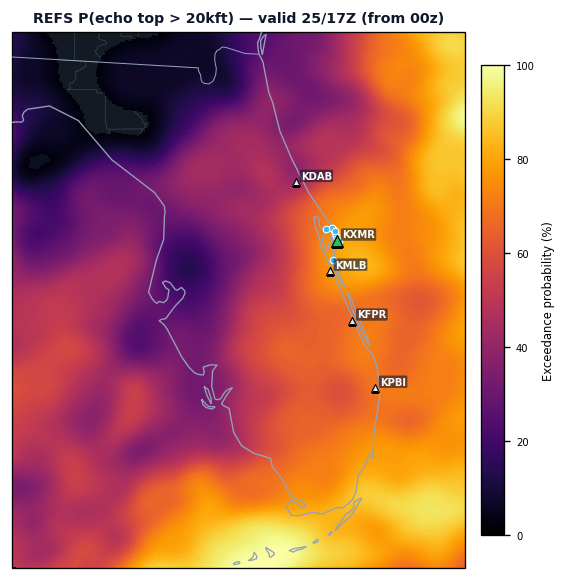 REFS P(echo top > 20kft) — valid 25/17Z (from 00z)
KDAB
KXMR
KMLB
KFPR
KPBI
100
80
60
40
20
0
Exceedance probability (%)